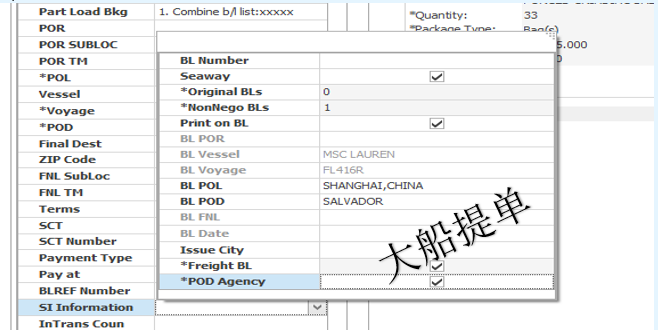 Part Load Bkg 1. Combine b/l list:xxxxx
POR
POR SUBLOC
POR TM
*POL
Vessel
*Voyage
*POD
Final Dest
ZIP Code
FNL SubLoc
FNL TM
Terms
SCT
SCT Number
Payment Type
Pay at
BLREF Number
SI Information
InTrans Coun
*Quantity: 33
*Package Type: Bag(s)
5.000
BL Number
Seaway
*Original BLs 0
*NonNego BLs 1
Print on BL
BL POR
BL Vessel MSC LAUREN
BL Voyage FL416R
BL POL SHANGHAI,CHINA
BL POD SALVADOR
BL FNL
BL Date
Issue City
*Freight BL
*POD Agency
大船提单